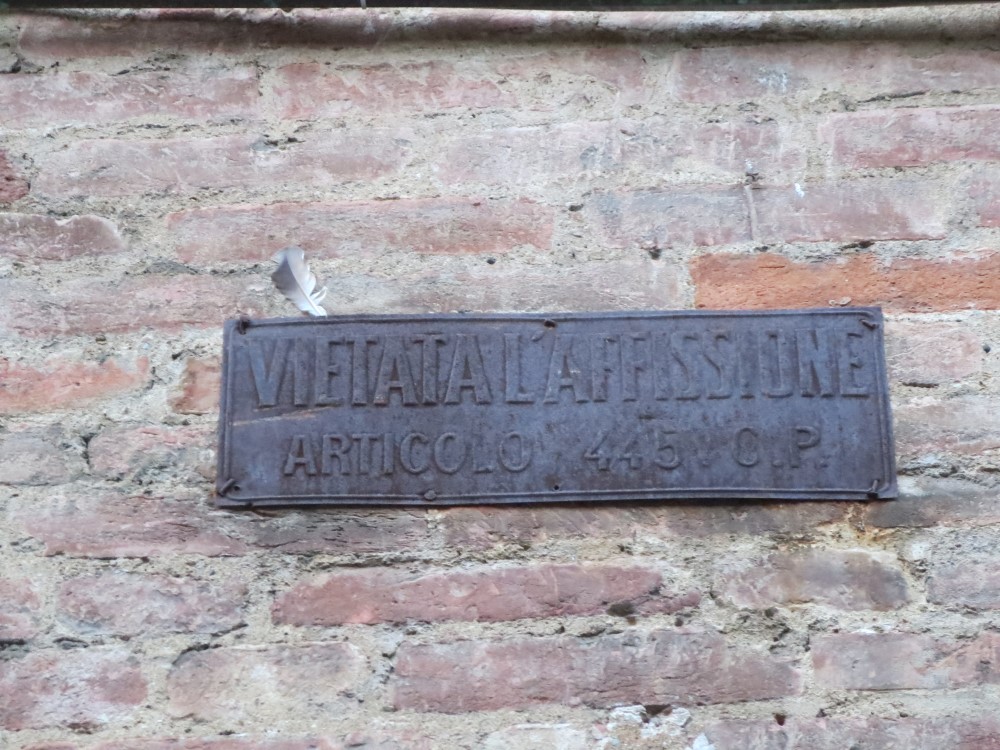 VIETATA L'AFFISSIONE
ARTICOLO 445. C.P.